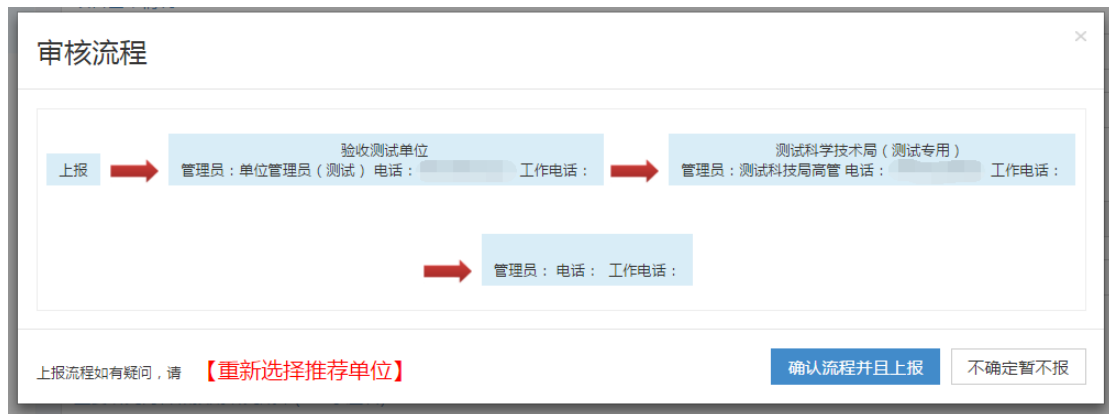 审核流程
×
上报
验收测试单位
管理员：单位管理员（测试） 电话： 工作电话：
测试科学技术局（测试专用）
管理员：测试科技局高管 电话： 工作电话：
管理员： 电话： 工作电话：
上报流程如有疑问，请 【重新选择推荐单位】
确认流程并且上报
不确定暂不报